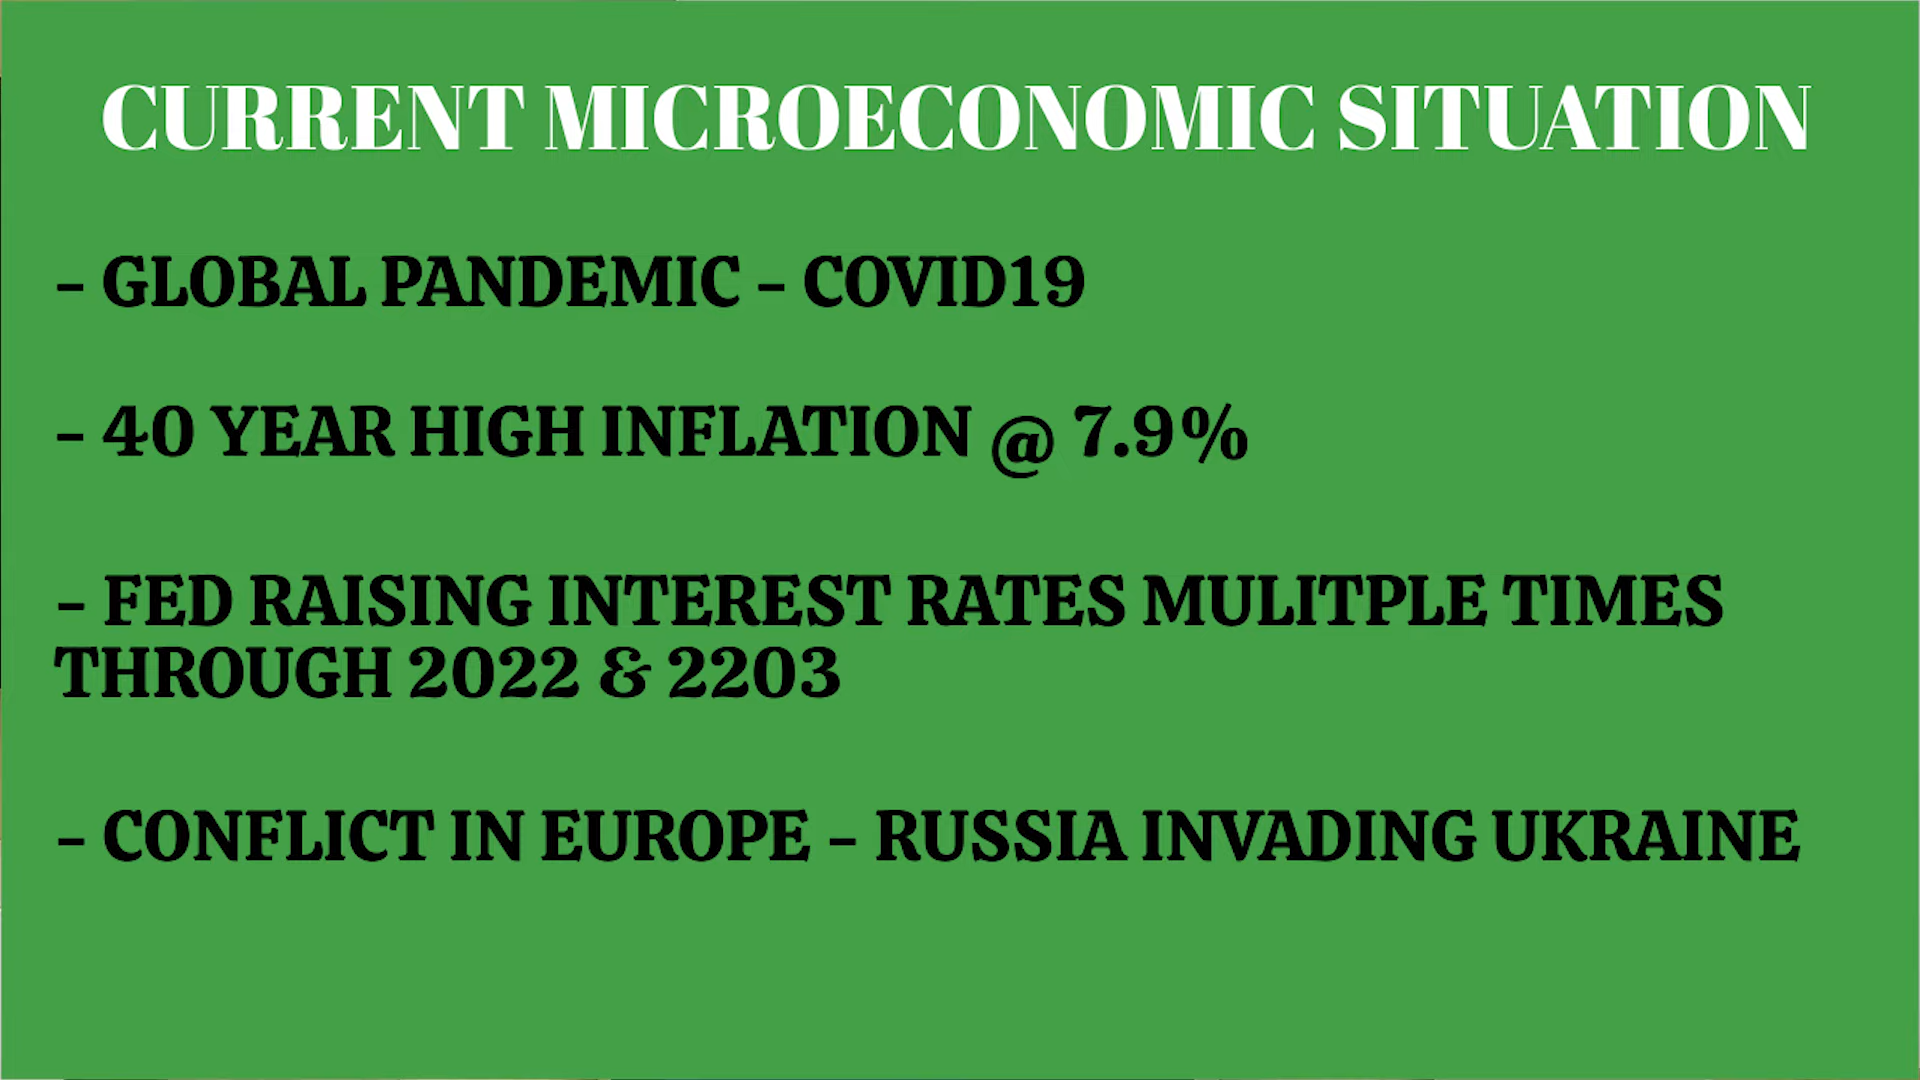 CURRENT MICROECONOMIC SITUATION
- GLOBAL PANDEMIC - COVID19
- 40 YEAR HIGH INFLATION @ 7.9%
- FED RAISING INTEREST RATES MULITPLE TIMES
THROUGH 2022 & 2203
- CONFLICT IN EUROPE - RUSSIA INVADING UKRAINE